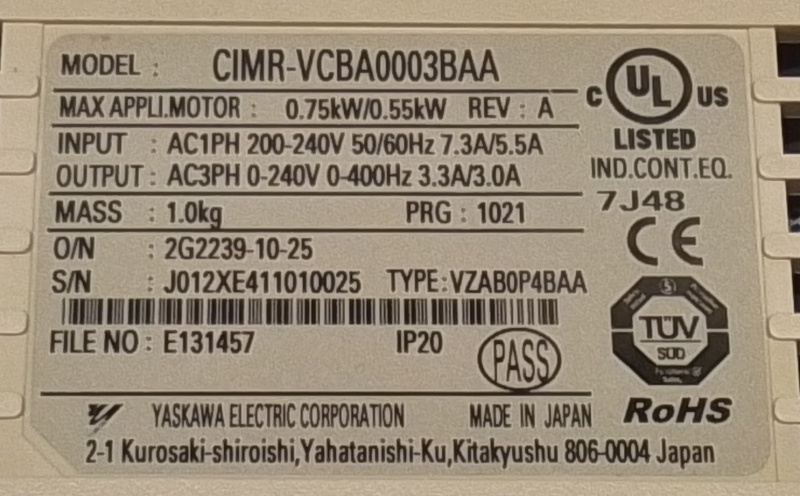 MODEL : CIMR-VCBA0003BAA
MAX APPLI.MOTOR : 0.75kW/0.55kW REV : A
INPUT : AC1PH 200-240V 50/60Hz 7.3A/5.5A
OUTPUT : AC3PH 0-240V 0-400Hz 3.3A/3.0A
MASS : 1.0kg PRG : 1021
O/N : 2G2239-10-25
S/N : J012XE411010025 TYPE:VZAB0P4BAA
FILE NO : E131457 IP20
PASS
C UL US
LISTED
IND.CONT.EQ.
7J48
CE
TÜV
SÜD
RoHS
YASKAWA ELECTRIC CORPORATION MADE IN JAPAN
2-1 Kurosaki-shiroishi,Yahatanishi-Ku,Kitakyushu 806-0004 Japan